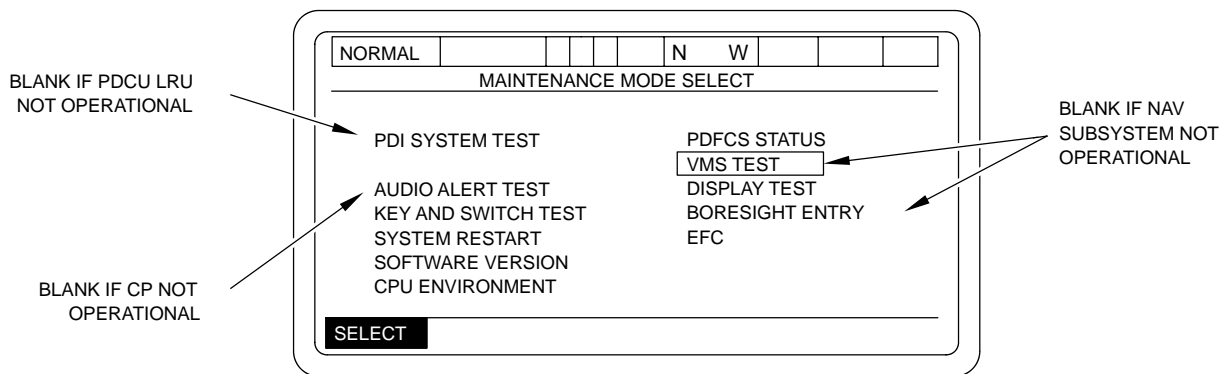 NORMAL N W
MAINTENANCE MODE SELECT
BLANK IF PDCU LRU
NOT OPERATIONAL
PDI SYSTEM TEST
AUDIO ALERT TEST
KEY AND SWITCH TEST
SYSTEM RESTART
SOFTWARE VERSION
CPU ENVIRONMENT
PDFCS STATUS
VMS TEST
DISPLAY TEST
BORESIGHT ENTRY
EFC
BLANK IF NAV
SUBSYSTEM NOT
OPERATIONAL
BLANK IF CP NOT
OPERATIONAL
SELECT